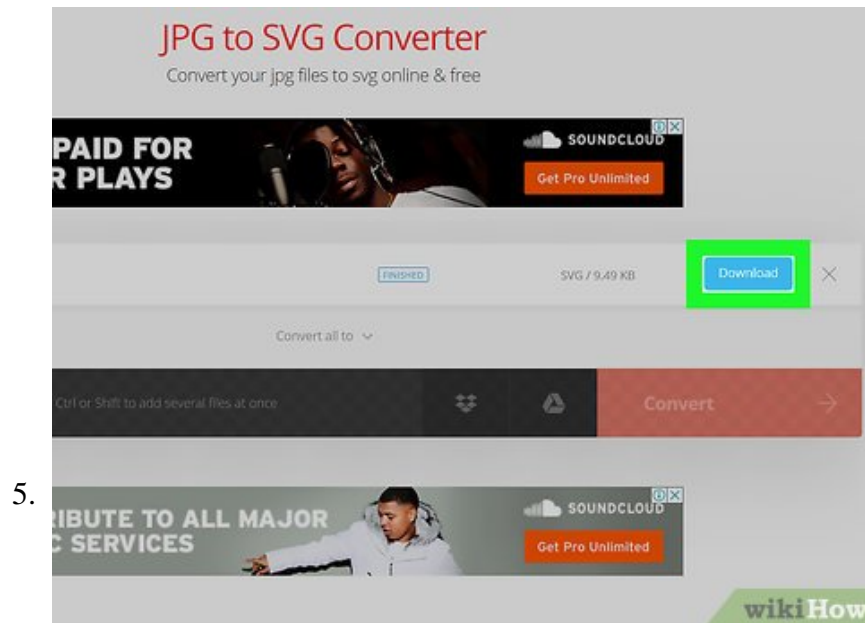 JPG to SVG Converter
Convert your jpg files to svg online & free
PAID FOR
R PLAYS
SOUNDCLOUD
Get Pro Unlimited
FINISHED
SVG / 9.49 KB
Download
Convert all to
Ctrl or Shift to add several files at once
Convert
5.
IBUTE TO ALL MAJOR
C SERVICES
SOUNDCLOUD
Get Pro Unlimited
wikiHow